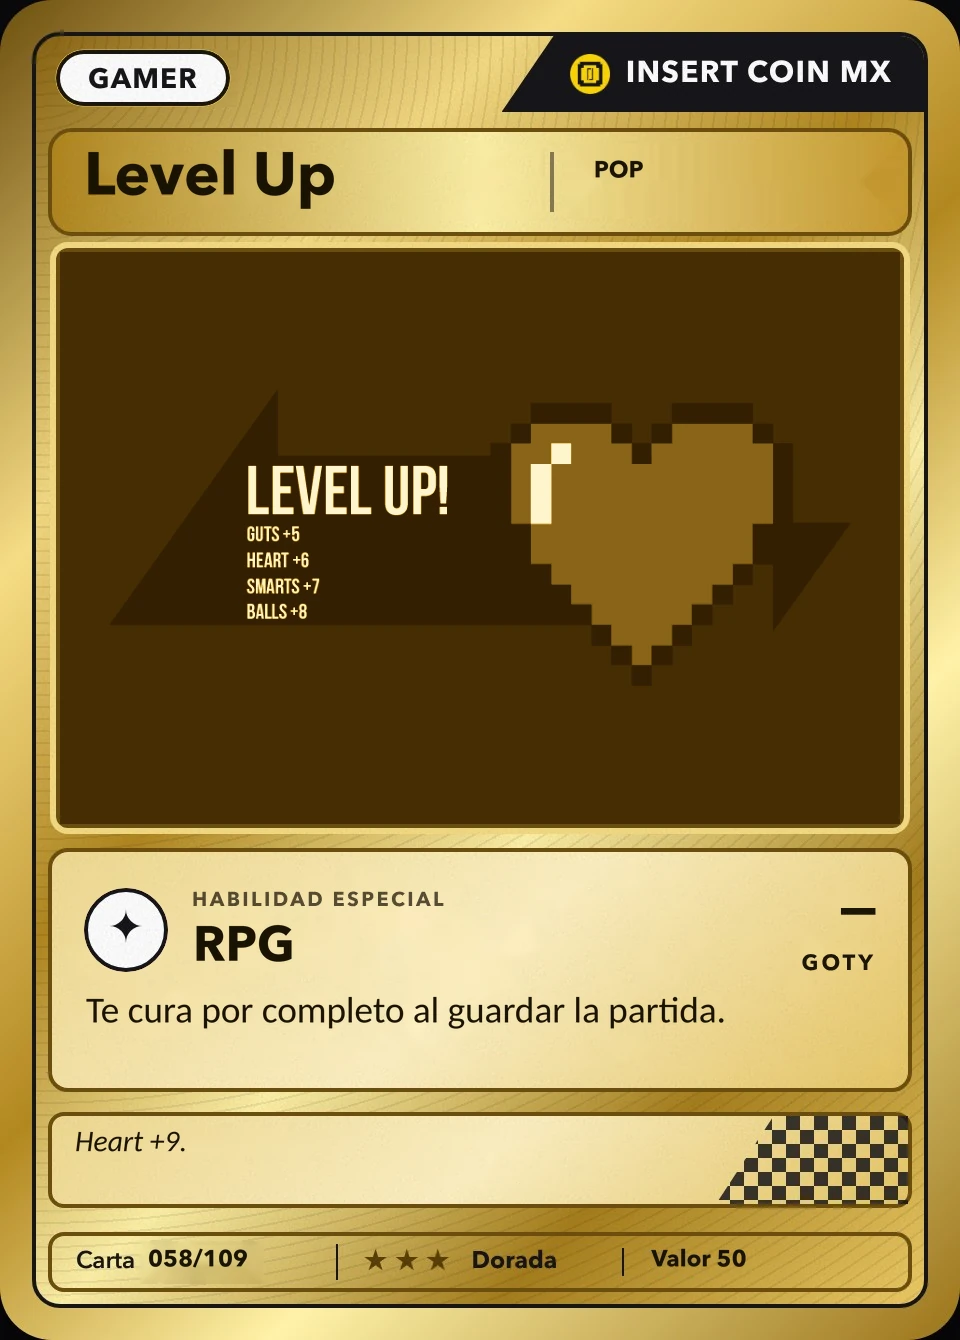 GAMER
INSERT COIN MX
Level Up
POP
LEVEL UP!
GUTS +5
HEART +6
SMARTS +7
BALLS +8
HABILIDAD ESPECIAL
RPG
—
GOTY
Te cura por completo al guardar la partida.
Heart +9.
Carta 058/109
★★★ Dorada
Valor 50